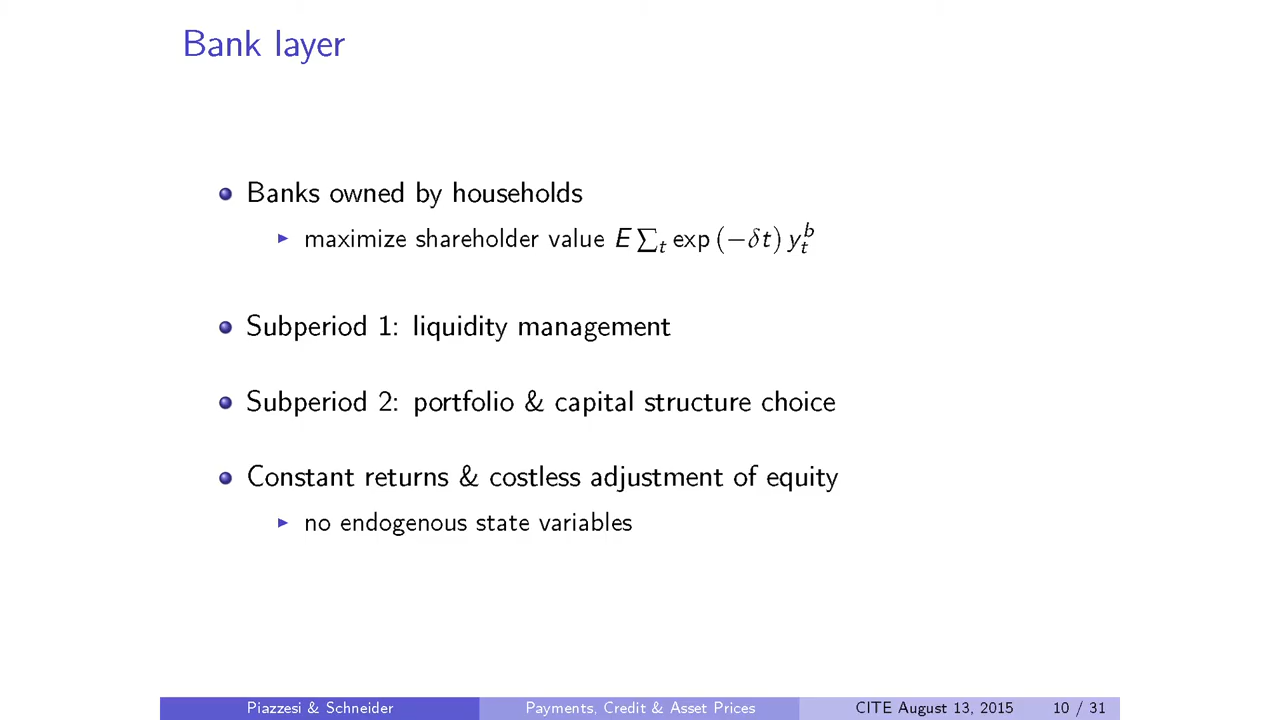 Bank layer
Banks owned by households
maximize shareholder value E ∑_t exp (−δt) y_t^b
Subperiod 1: liquidity management
Subperiod 2: portfolio & capital structure choice
Constant returns & costless adjustment of equity
no endogenous state variables
Piazzesi & Schneider Payments, Credit & Asset Prices CITE August 13, 2015 10 / 31